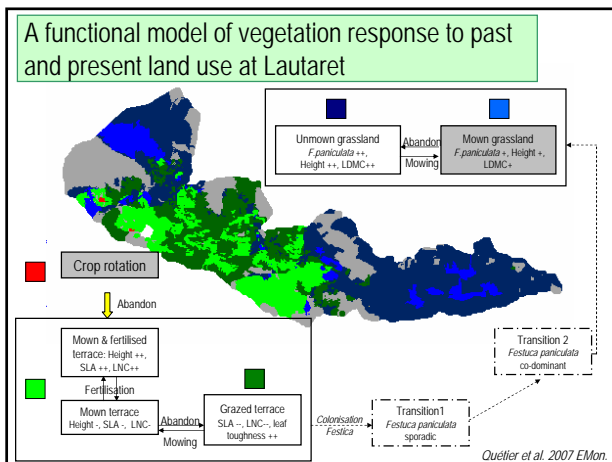 A functional model of vegetation response to past
and present land use at Lautaret
Unmown grassland
F.paniculata ++,
Height ++, LDMC++
Abandon
Mowing
Mown grassland
F.paniculata +, Height +,
LDMC+
Crop rotation
Abandon
Mown & fertilised
terrace: Height ++,
SLA ++, LNC++
Fertilisation
Mown terrace
Height -, SLA -, LNC-
Abandon
Mowing
Grazed terrace
SLA --, LNC--, leaf
toughness ++
Colonisation
Festica
Transition1
Festuca paniculata
sporadic
Transition 2
Festuca paniculata
co-dominant
Quétier et al. 2007 EMon.